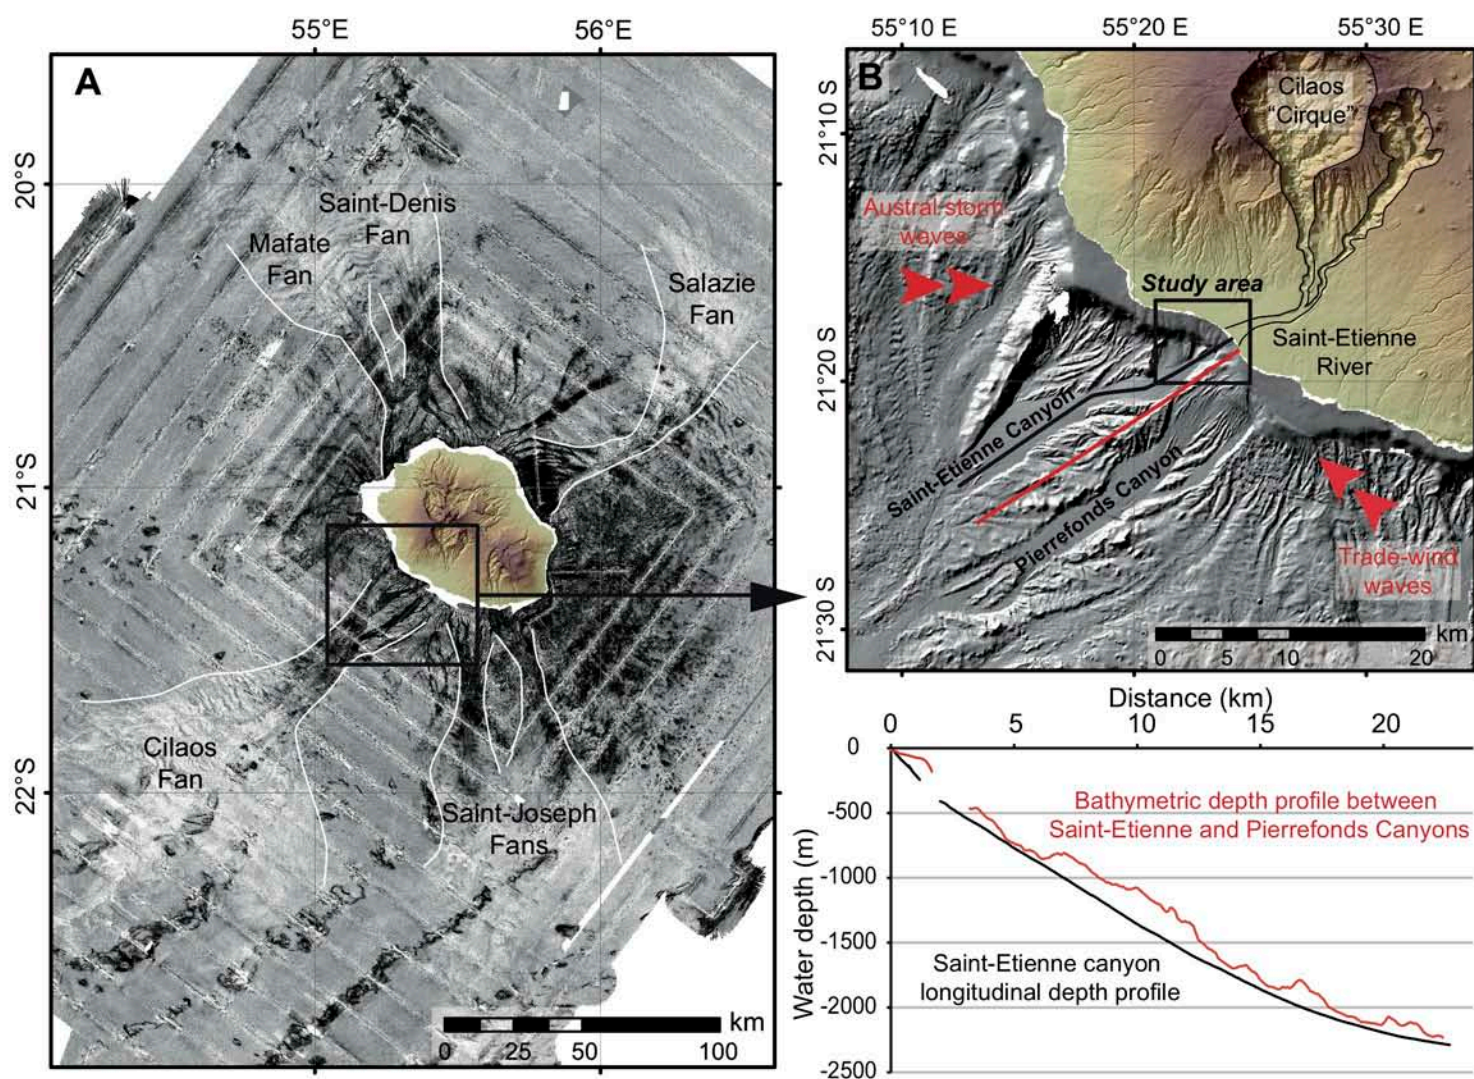 55°E
56°E
A
20°S
21°S
22°S
Saint-Denis
Fan
Mafate
Fan
Salazie
Fan
Cilaos
Fan
Saint-Joseph
Fans
km
0
25
50
100
55°10 E
55°20 E
55°30 E
B
21°10 S
21°20 S
21°30 S
Cilaos
"Cirque"
Austral storm
waves
Study area
Saint-Etienne
River
Saint-Etienne Canyon
Pierrefonds Canyon
Trade-wind
waves
km
0
5
10
20
Distance (km)
0
5
10
15
20
Water depth (m)
0
-500
-1000
-1500
-2000
-2500
Bathymetric depth profile between
Saint-Etienne and Pierrefonds Canyons
Saint-Etienne canyon
longitudinal depth profile